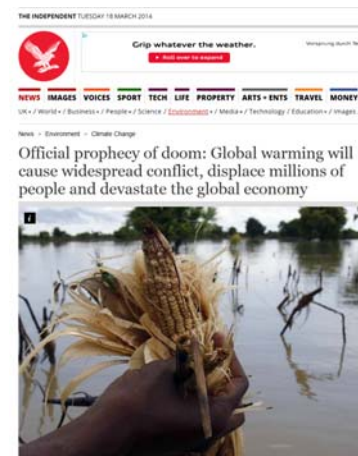 THE INDEPENDENT TUESDAY 18 MARCH 2014
Grip whatever the weather.
Roll over to expand
NEWS IMAGES VOICES SPORT TECH LIFE PROPERTY ARTS + ENTS TRAVEL MONEY
UK / World / Business / People / Science / Environment / Media / Technology / Education / Images
News > Environment > Climate Change
Official prophecy of doom: Global warming will
cause widespread conflict, displace millions of
people and devastate the global economy
i